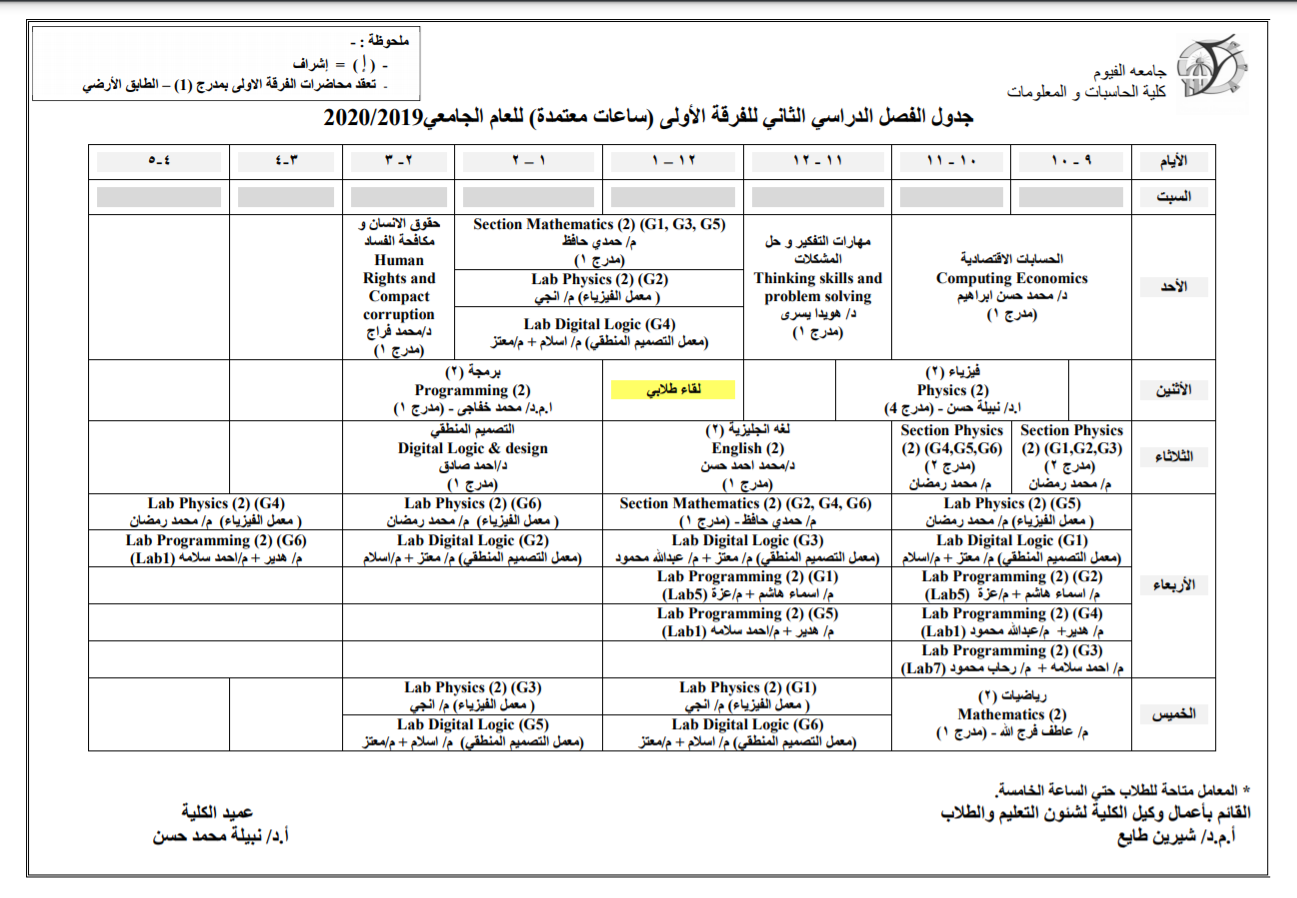 ملحوظة : -
- (أ) = إشراف
- تعقد محاضرات الفرقة الاولى بمدرج (1) – الطابق الأرضي
جامعه الفيوم
كلية الحاسبات و المعلومات
جدول الفصل الدراسي الثاني للفرقة الأولى (ساعات معتمدة) للعام الجامعي2020/2019
الأيام
٩ - ١٠
١٠ - ١١
١١ - ١٢
١٢ – ١
١ – ٢
٢ - ٣
٣-٤
٤-٥
السبت
الأحد
الحسابات الاقتصادية
Computing Economics
د/ محمد حسن ابراهيم
(مدرج ١)
مهارات التفكير و حل
المشكلات
Thinking skills and
problem solving
د/ هويدا يسرى
(مدرج ١)
Section Mathematics (2) (G1, G3, G5)
م/ حمدي حافظ
(مدرج ١)
Lab Physics (2) (G2)
( معمل الفيزياء) م/ انجي
Lab Digital Logic (G4)
(معمل التصميم المنطقي) م/ اسلام + م/معتز
حقوق الانسان و
مكافحة الفساد
Human
Rights and
Compact
corruption
د/محمد فراج
(مدرج ١)
الأثنين
فيزياء (٢)
Physics (2)
ا.د/ نبيلة حسن - (مدرج 4)
لقاء طلابي
برمجة (٢)
Programming (2)
ا.م.د/ محمد خفاجى - (مدرج ١)
الثلاثاء
Section Physics
(2) (G1,G2,G3)
(مدرج ٢)
م/ محمد رمضان
Section Physics
(2) (G4,G5,G6)
(مدرج ٢)
م/ محمد رمضان
لغه انجليزية (٢)
English (2)
د/محمد احمد حسن
(مدرج ١)
التصميم المنطقي
Digital Logic & design
د/احمد صادق
(مدرج ١)
الأربعاء
Lab Physics (2) (G5)
( معمل الفيزياء) م/ محمد رمضان
Section Mathematics (2) (G2, G4, G6)
م/ حمدي حافظ - (مدرج ١)
Lab Physics (2) (G6)
( معمل الفيزياء) م/ محمد رمضان
Lab Physics (2) (G4)
( معمل الفيزياء) م/ محمد رمضان
Lab Digital Logic (G1)
(معمل التصميم المنطقي) م/ معتز + م/اسلام
Lab Digital Logic (G3)
(معمل التصميم المنطقي) م/ معتز + م/ عبدالله محمود
Lab Digital Logic (G2)
(معمل التصميم المنطقي) م/ معتز + م/اسلام
Lab Programming (2) (G6)
م/ هدير + م/احمد سلامه (Lab1)
Lab Programming (2) (G2)
م/ اسماء هاشم + م/عزة (Lab5)
Lab Programming (2) (G1)
م/ اسماء هاشم + م/عزة (Lab5)
Lab Programming (2) (G4)
م/ هدير+ م/عبدالله محمود (Lab1)
Lab Programming (2) (G5)
م/ هدير + م/احمد سلامه (Lab1)
Lab Programming (2) (G3)
م/ احمد سلامه + م/ رحاب محمود (Lab7)
الخميس
رياضيات (٢)
Mathematics (2)
م/ عاطف فرج الله - (مدرج ١)
Lab Physics (2) (G1)
( معمل الفيزياء) م/ انجي
Lab Physics (2) (G3)
( معمل الفيزياء) م/ انجي
Lab Digital Logic (G6)
(معمل التصميم المنطقي) م/ اسلام + م/معتز
Lab Digital Logic (G5)
(معمل التصميم المنطقي) م/ اسلام + م/معتز
* المعامل متاحة للطلاب حتي الساعة الخامسة.
القائم بأعمال وكيل الكلية لشئون التعليم والطلاب
أ.م.د/ شيرين طايع
عميد الكلية
أ.د/ نبيلة محمد حسن